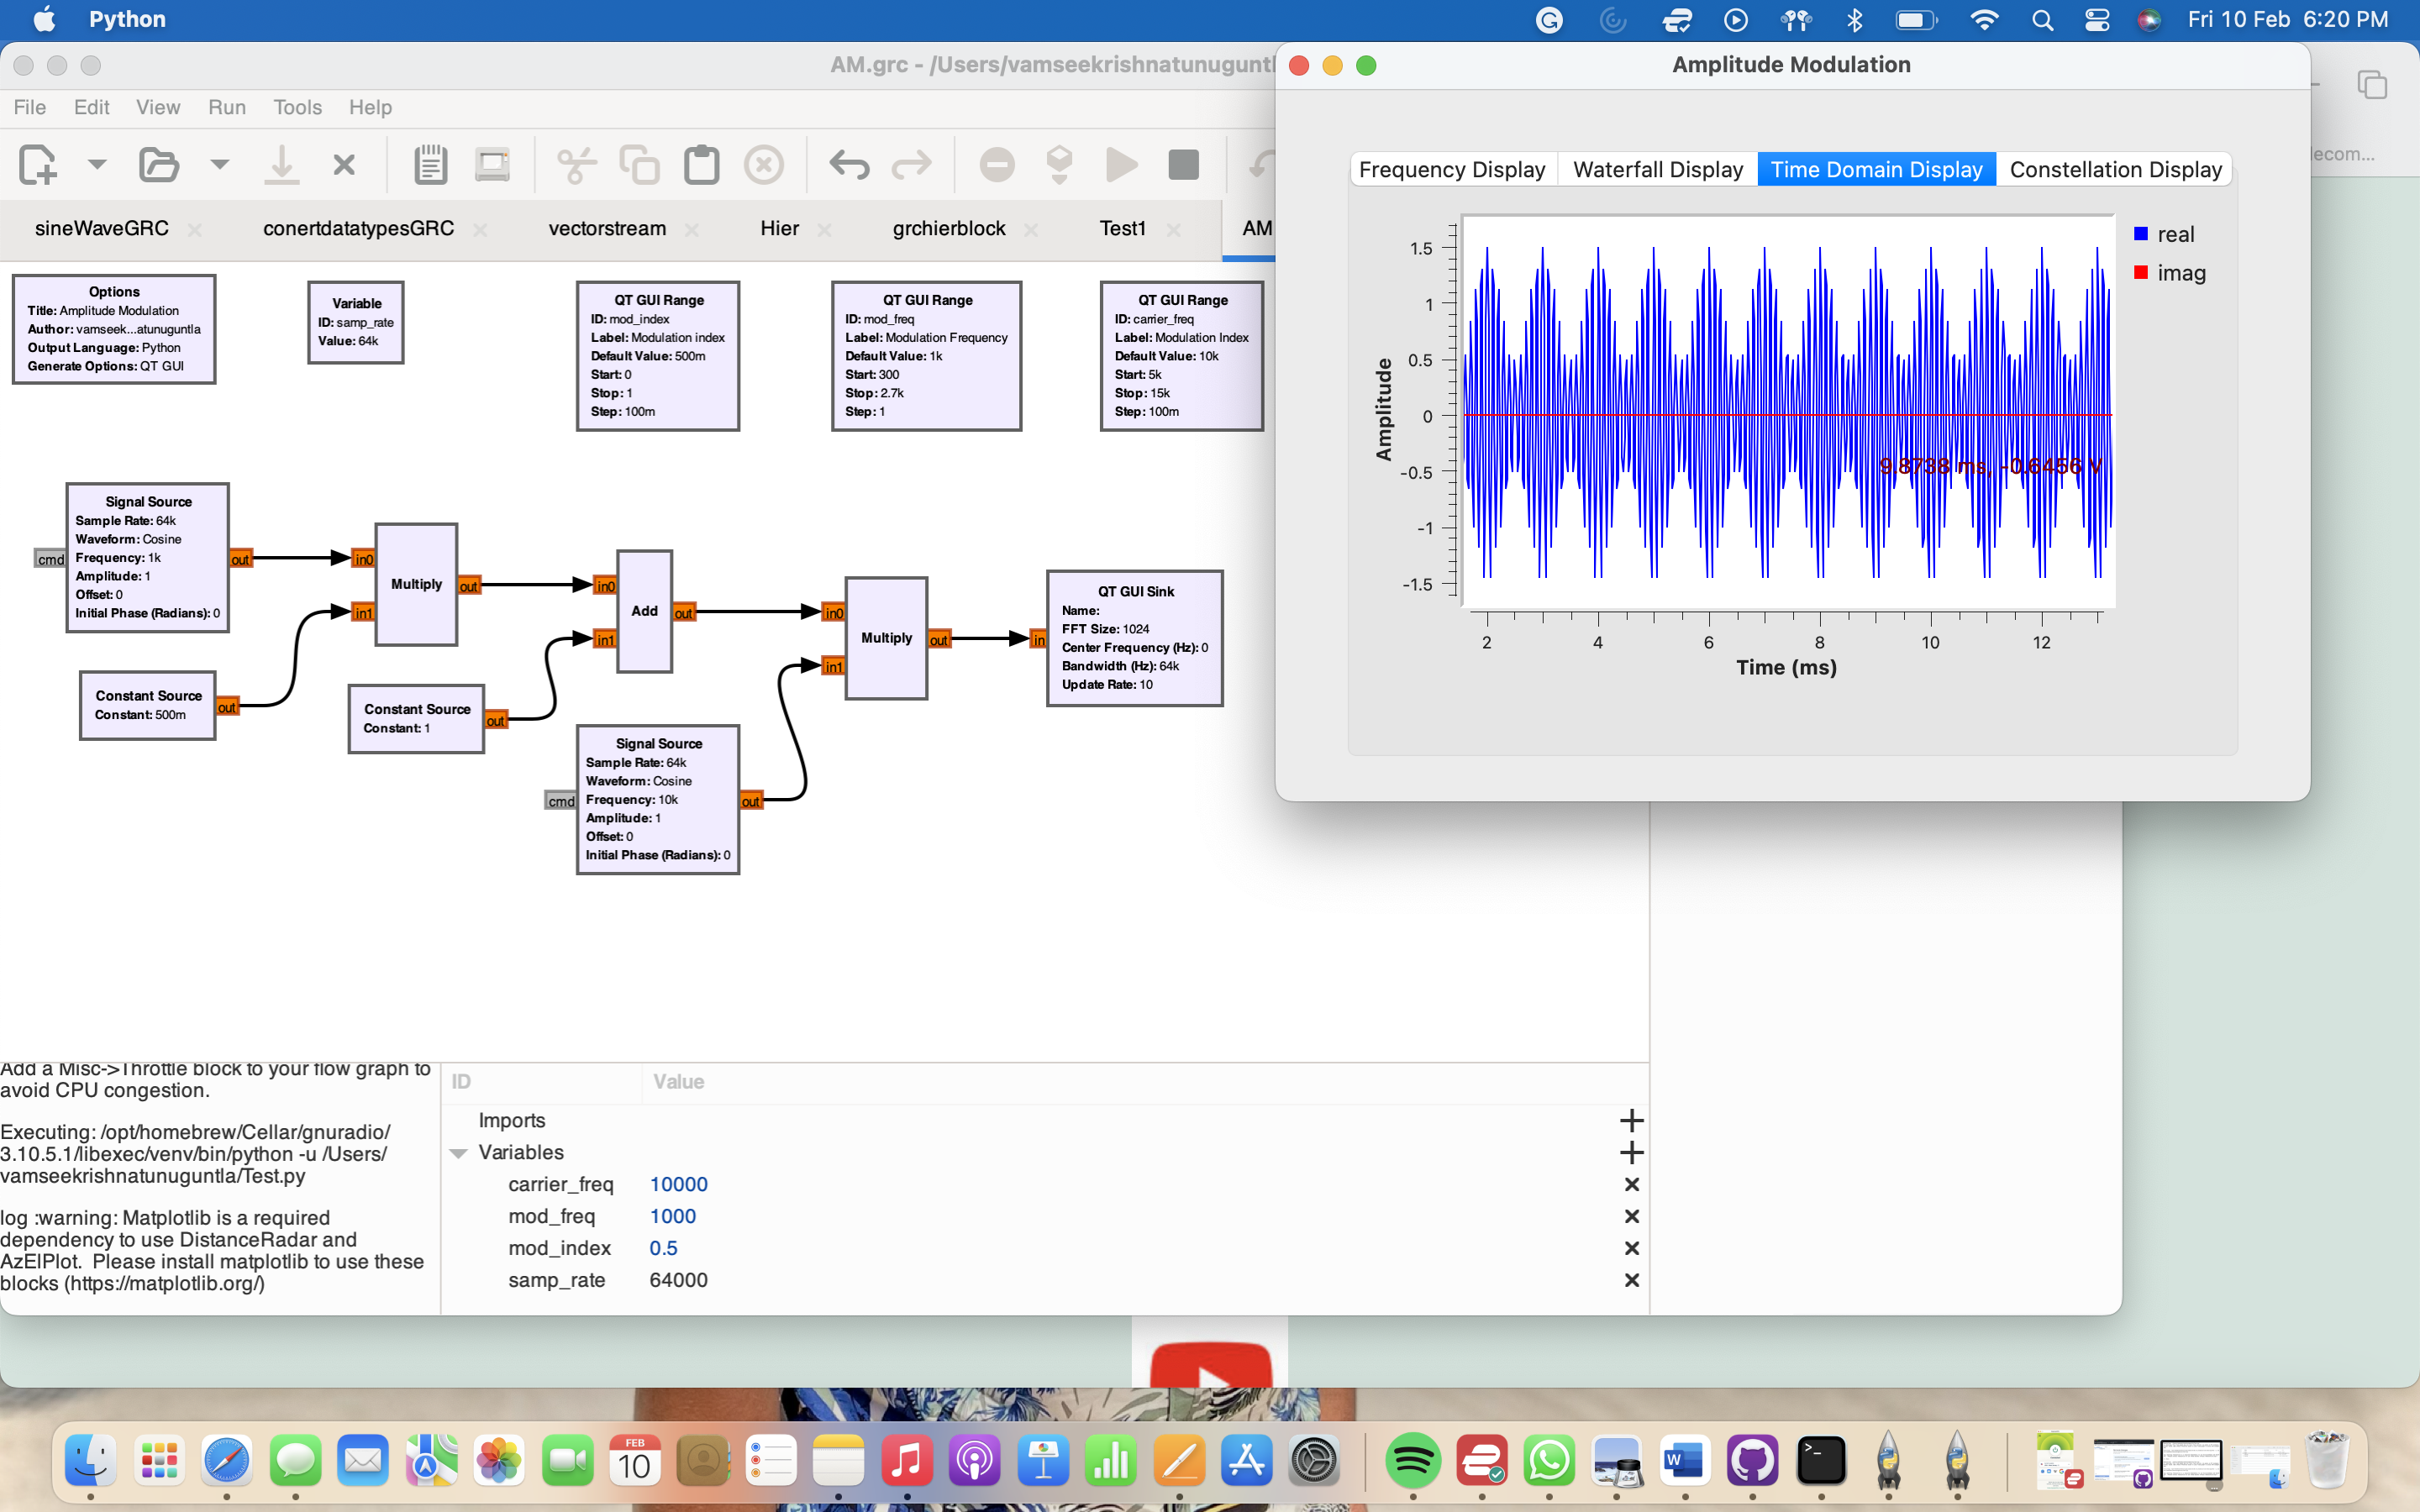 Python
Fri 10 Feb 6:20 PM
AM.grc - /Users/vamseekrishnatunugunt
File Edit View Run Tools Help
sineWaveGRC
conertdatatypesGRC
vectorstream
Hier
grchierblock
Test1
AM
Options
Title: Amplitude Modulation
Author: vamseek...atunuguntla
Output Language: Python
Generate Options: QT GUI
Variable
ID: samp_rate
Value: 64k
QT GUI Range
ID: mod_index
Label: Modulation index
Default Value: 500m
Start: 0
Stop: 1
Step: 100m
QT GUI Range
ID: mod_freq
Label: Modulation Frequency
Default Value: 1k
Start: 300
Stop: 2.7k
Step: 1
QT GUI Range
ID: carrier_freq
Label: Modulation Index
Default Value: 10k
Start: 5k
Stop: 15k
Step: 100m
cmd
Signal Source
Sample Rate: 64k
Waveform: Cosine
Frequency: 1k
Amplitude: 1
Offset: 0
Initial Phase (Radians): 0
out
Constant Source
Constant: 500m
out
in0
in1
Multiply
out
Constant Source
Constant: 1
out
in0
in1
Add
out
cmd
Signal Source
Sample Rate: 64k
Waveform: Cosine
Frequency: 10k
Amplitude: 1
Offset: 0
Initial Phase (Radians): 0
out
in0
in1
Multiply
out
in
QT GUI Sink
Name:
FFT Size: 1024
Center Frequency (Hz): 0
Bandwidth (Hz): 64k
Update Rate: 10
Amplitude Modulation
Frequency Display
Waterfall Display
Time Domain Display
Constellation Display
real
imag
Amplitude
1.5
1
0.5
0
-0.5
-1
-1.5
9.8738 ms, -0.6456 V
2 4 6 8 10 12
Time (ms)
lecom...
Add a Misc->Throttle block to your flow graph to
avoid CPU congestion.
Executing: /opt/homebrew/Cellar/gnuradio/
3.10.5.1/libexec/venv/bin/python -u /Users/
vamseekrishnatunuguntla/Test.py
log :warning: Matplotlib is a required
dependency to use DistanceRadar and
AzElPlot.  Please install matplotlib to use these
blocks (https://matplotlib.org/)
ID Value
Imports
Variables
carrier_freq 10000
mod_freq 1000
mod_index 0.5
samp_rate 64000
FEB
10
W